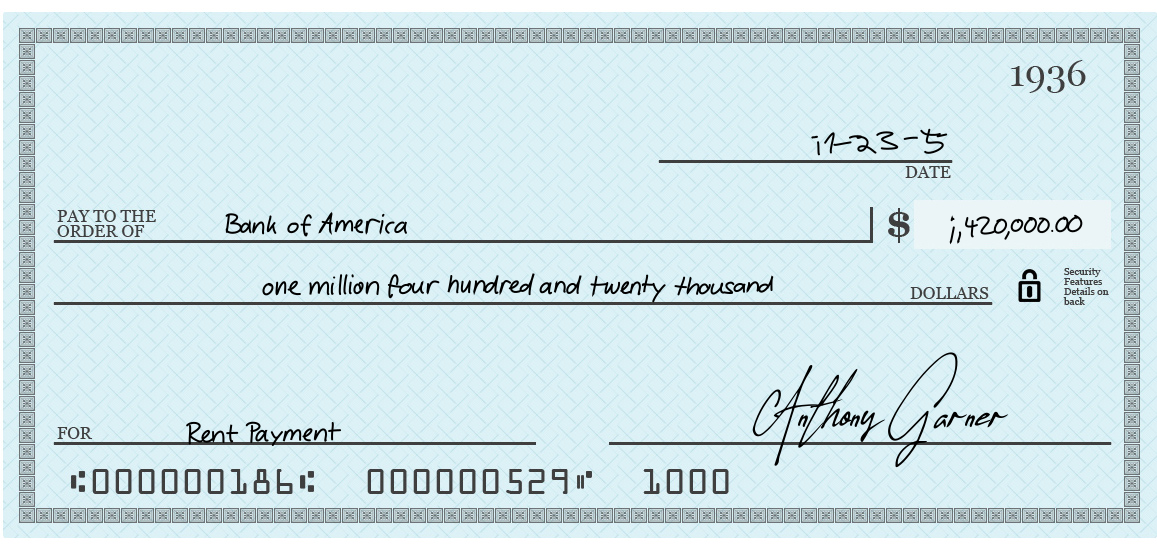 1936
11-23-5
DATE
PAY TO THE
ORDER OF Bank of America $ 1,420,000.00
one million four hundred and twenty thousand DOLLARS
Security
Features
Details on
back
FOR Rent Payment Anthony Garner
⑆000000186⑆ 000000529⑈ 1000